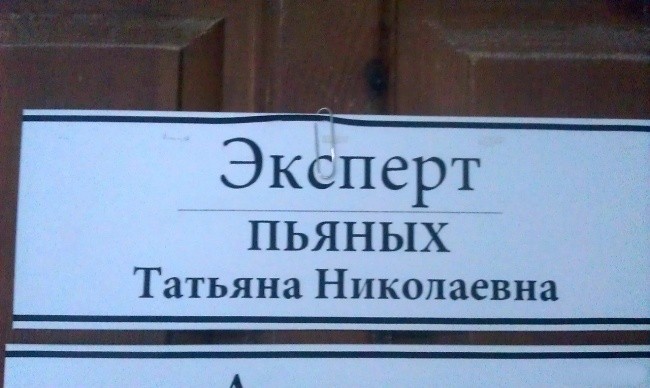 Эксперт
ПЬЯНЫХ
Татьяна Николаевна